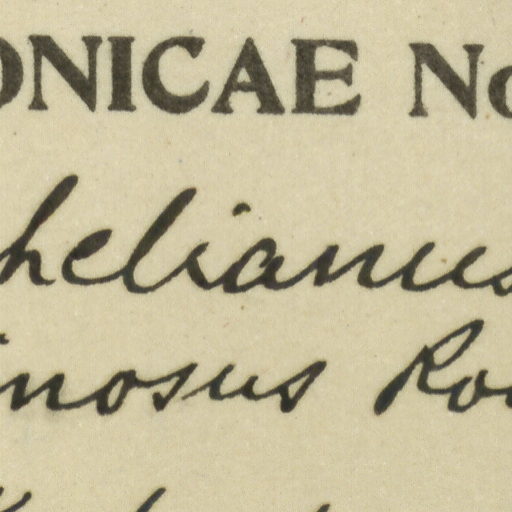 ONICAE No
helianus
inosus Ro